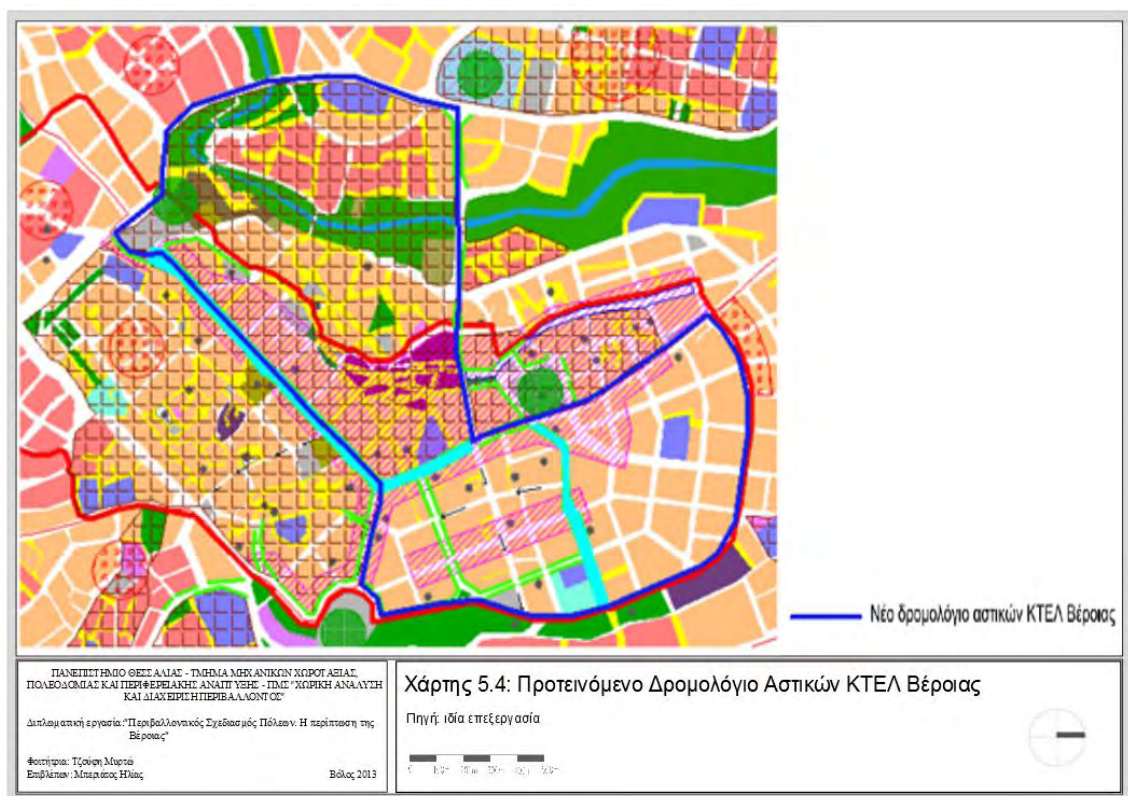 Νέο δρομολόγιο αστικών ΚΤΕΛ Βέροιας
ΠΑΝΕΠΙΣΤΗΜΙΟ ΘΕΣΣΑΛΙΑΣ - ΤΜΗΜΑ ΜΗΧΑΝΙΚΩΝ ΧΩΡΟΤΑΞΙΑΣ,
ΠΟΛΕΟΔΟΜΙΑΣ ΚΑΙ ΠΕΡΙΦΕΡΕΙΑΚΗΣ ΑΝΑΠΤΥΞΗΣ - ΠΜΣ "ΧΩΡΙΚΗ ΑΝΑΛΥΣΗ
ΚΑΙ ΔΙΑΧΕΙΡΙΣΗ ΠΕΡΙΒΑΛΛΟΝΤΟΣ"
Διπλωματική εργασία:"Περιβαλλοντικός Σχεδιασμός Πόλεων. Η περίπτωση της
Βέροιας"
Φοιτήτρια: Τζούφη Μυρτώ
Επιβλέπων: Μπεριάτος Ηλίας Βόλος 2013
Χάρτης 5.4: Προτεινόμενο Δρομολόγιο Αστικών ΚΤΕΛ Βέροιας
Πηγή: ιδία επεξεργασία